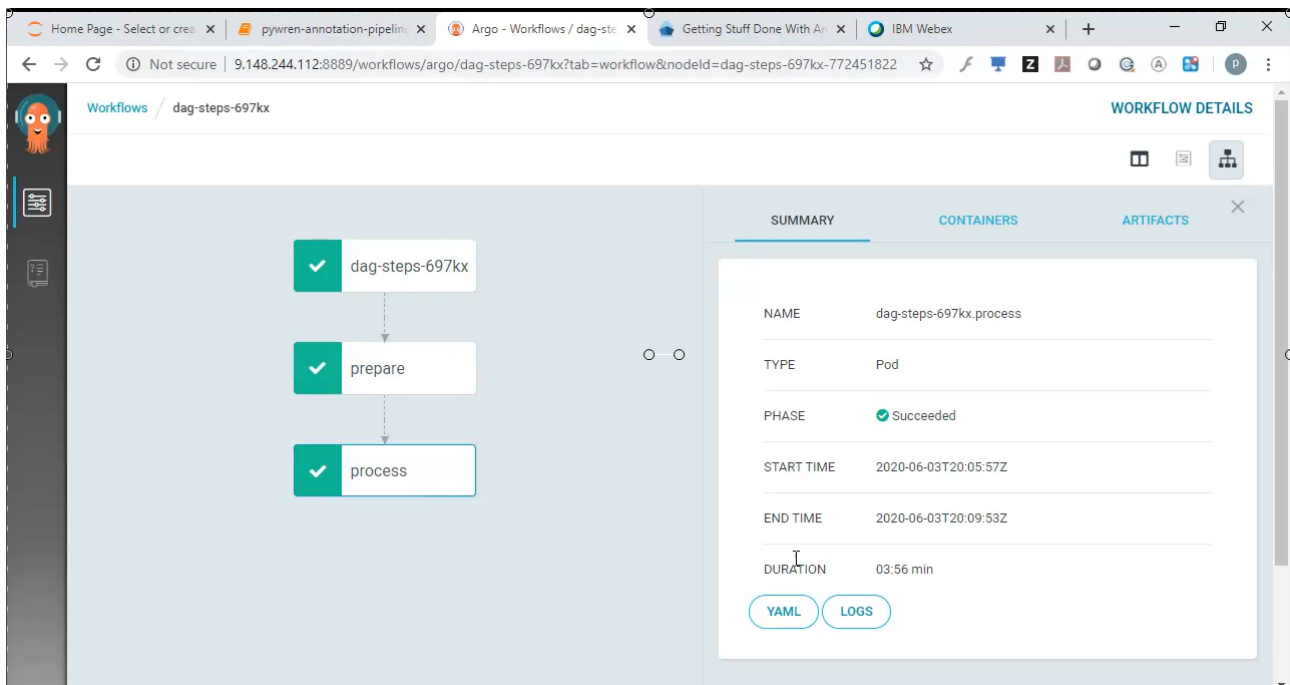 Home Page - Select or crea
pywren-annotation-pipelin
Argo - Workflows / dag-ste
Getting Stuff Done With An
IBM Webex
Not secure | 9.148.244.112:8889/workflows/argo/dag-steps-697kx?tab=workflow&nodeId=dag-steps-697kx-772451822
Z
A
P
Workflows / dag-steps-697kx
WORKFLOW DETAILS
SUMMARY CONTAINERS ARTIFACTS
dag-steps-697kx
prepare
process
NAME dag-steps-697kx.process
TYPE Pod
PHASE Succeeded
START TIME 2020-06-03T20:05:57Z
END TIME 2020-06-03T20:09:53Z
DURATION 03:56 min
YAML LOGS